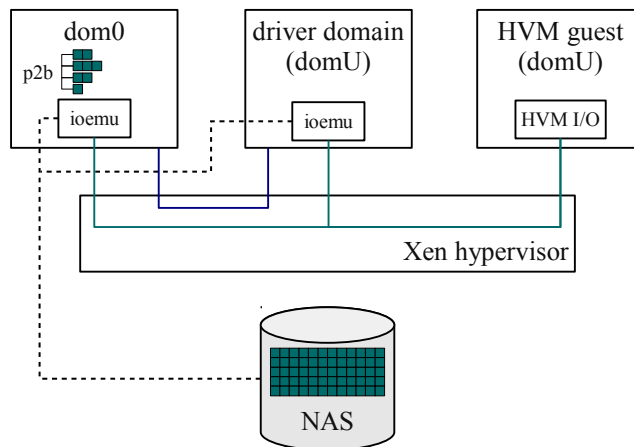 dom0
p2b
ioemu
driver domain
(domU)
ioemu
HVM guest
(domU)
HVM I/O
Xen hypervisor
NAS